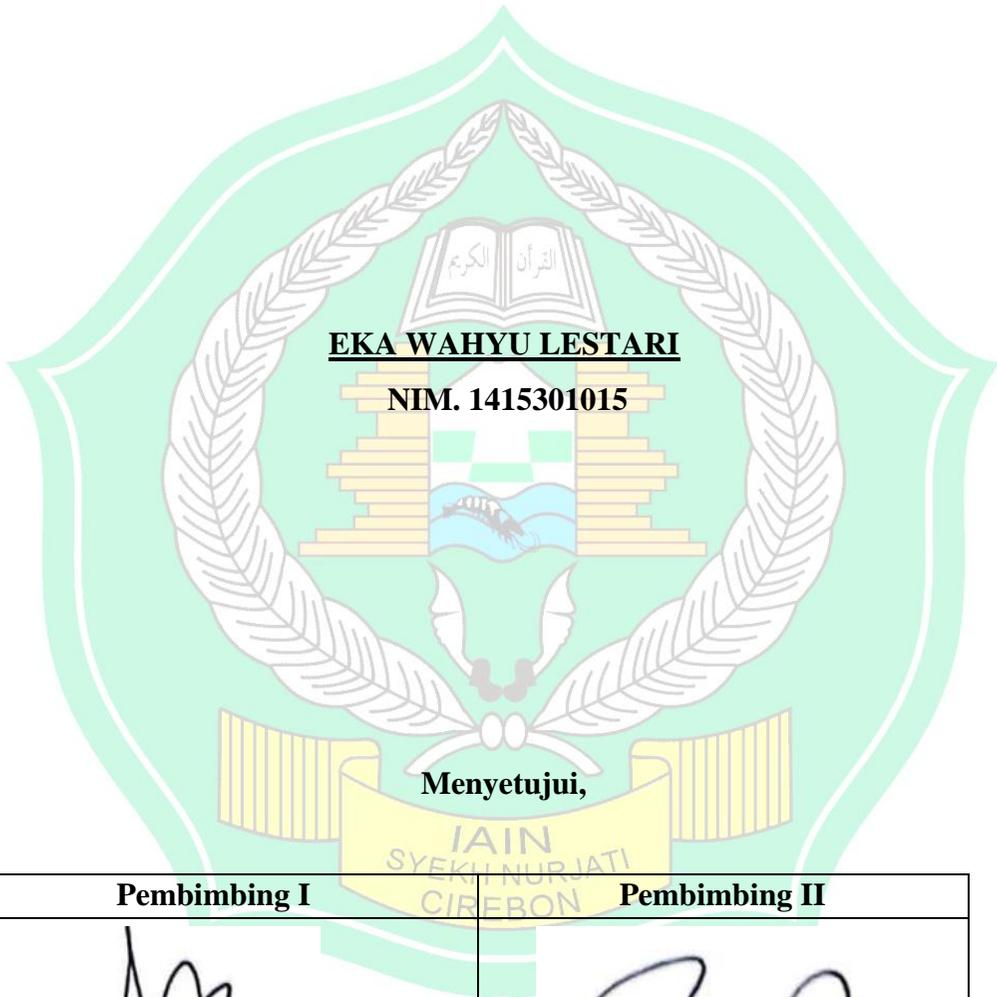 القرآن الكريم
EKA WAHYU LESTARI
NIM. 1415301015
Menyetujui,
IAIN
SYEKH NURJATI
CIREBON
Pembimbing I
Pembimbing II